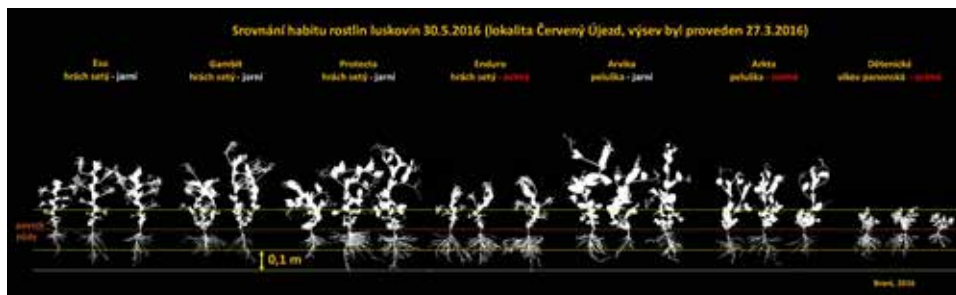 Srovnání habitu rostlin luskovin 30.5.2016 (lokalita Červený Újezd, výsev byl proveden 27.3.2016)
Eso
hrách setý - jarní
Gambit
hrách setý - jarní
Protecta
hrách setý - jarní
Enduro
hrách setý - ozimý
Arvika
peluška - jarní
Arkta
peluška - ozimá
Dětenická
vikev panonská - ozimá
povrch
půdy
0,1 m
2016